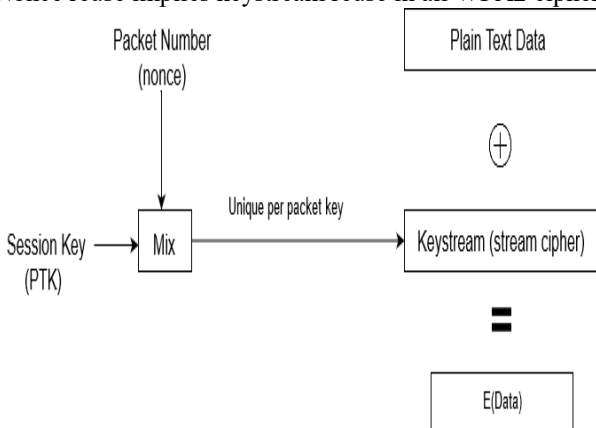 Packet Number
(nonce)
Plain Text Data
Unique per packet key
Session Key
(PTK)
Mix
Keystream (stream cipher)
E(Data)